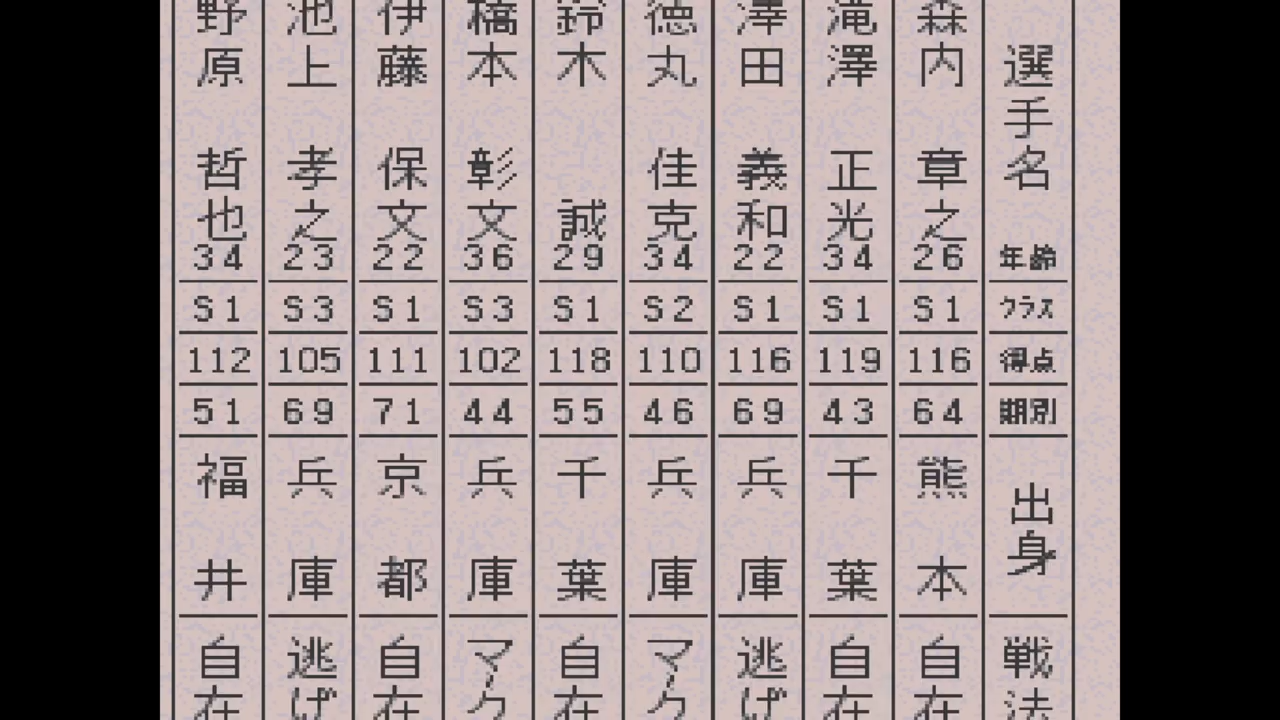 選手名 年齢 クラス 得点 期別 出身 戦法
森内 章之 26 S1 116 64 熊本 自在
滝澤 正光 34 S1 119 43 千葉 自在
澤田 義和 22 S1 116 69 兵庫 逃げ
徳丸 佳克 34 S2 110 46 兵庫 マーク
鈴木 誠 29 S1 118 55 千葉 自在
橋本 彰文 36 S3 102 44 兵庫 マーク
伊藤 保文 22 S1 111 71 京都 自在
池上 孝之 23 S3 105 69 兵庫 逃げ
野原 哲也 34 S1 112 51 福井 自在